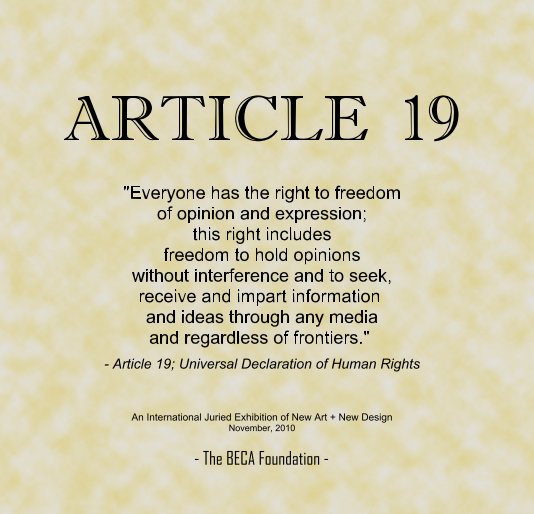 ARTICLE 19
"Everyone has the right to freedom
of opinion and expression;
this right includes
freedom to hold opinions
without interference and to seek,
receive and impart information
and ideas through any media
and regardless of frontiers."
- Article 19; Universal Declaration of Human Rights
An International Juried Exhibition of New Art + New Design
November, 2010
- The BECA Foundation -